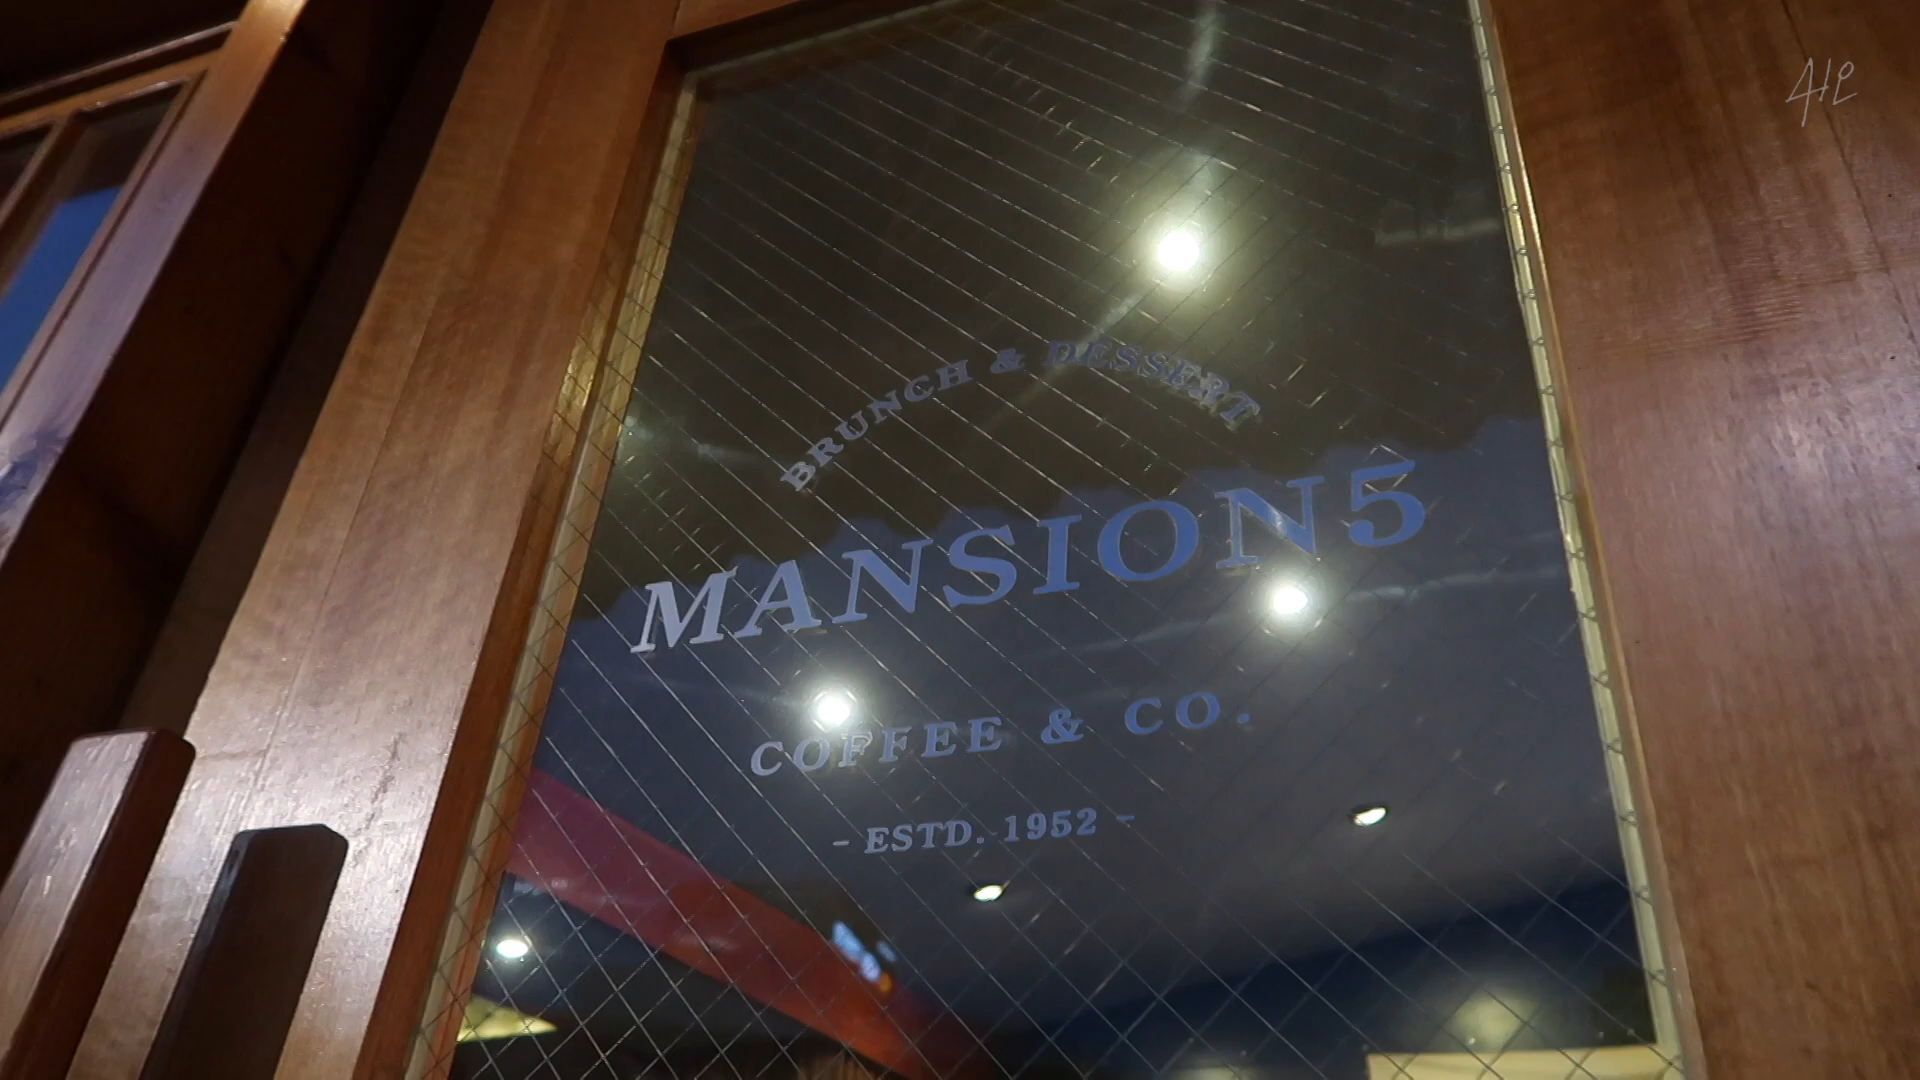 BRUNCH & DESSERT
MANSION5
COFFEE & CO.
- ESTD. 1952 -